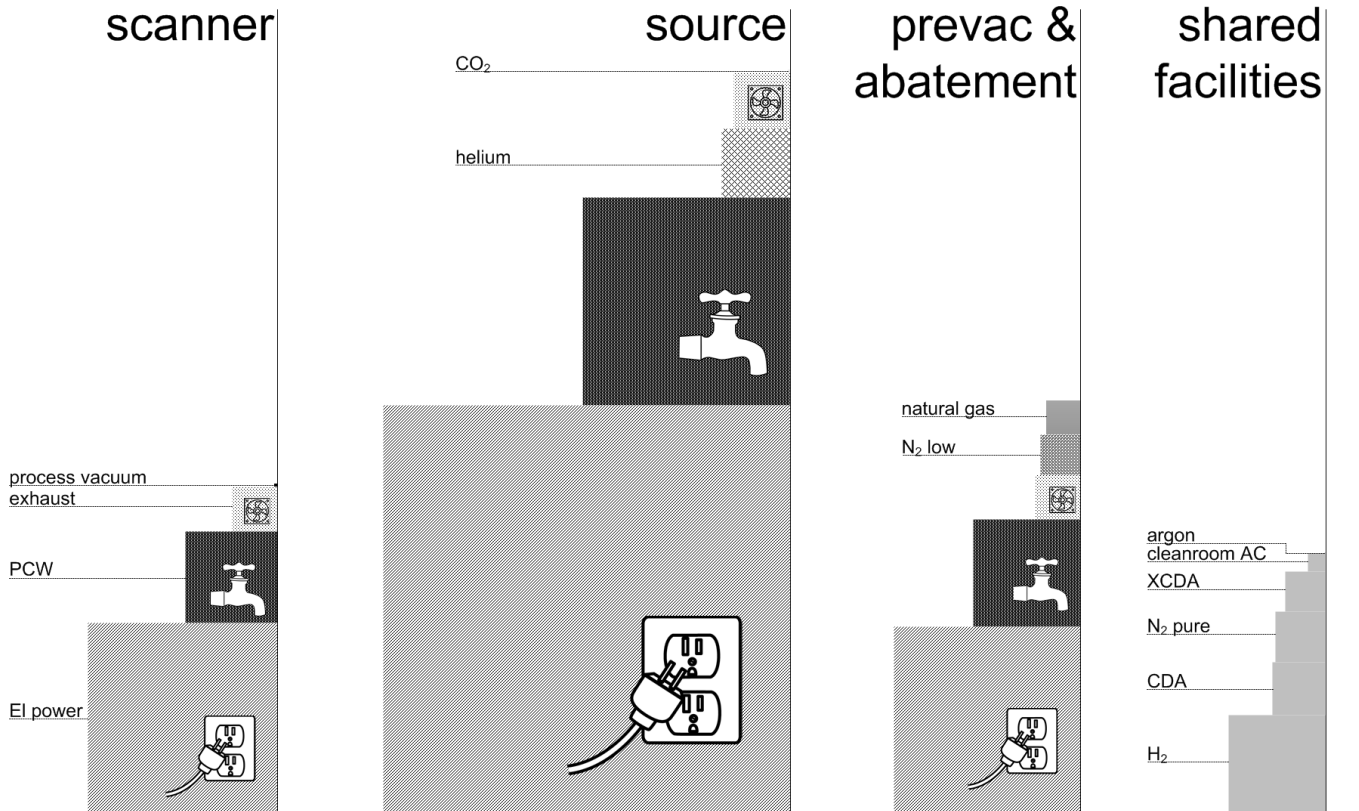 scanner
process vacuum
exhaust
PCW
El power
source
CO₂
helium
prevac &
abatement
natural gas
N₂ low
shared
facilities
argon
cleanroom AC
XCDA
N₂ pure
CDA
H₂